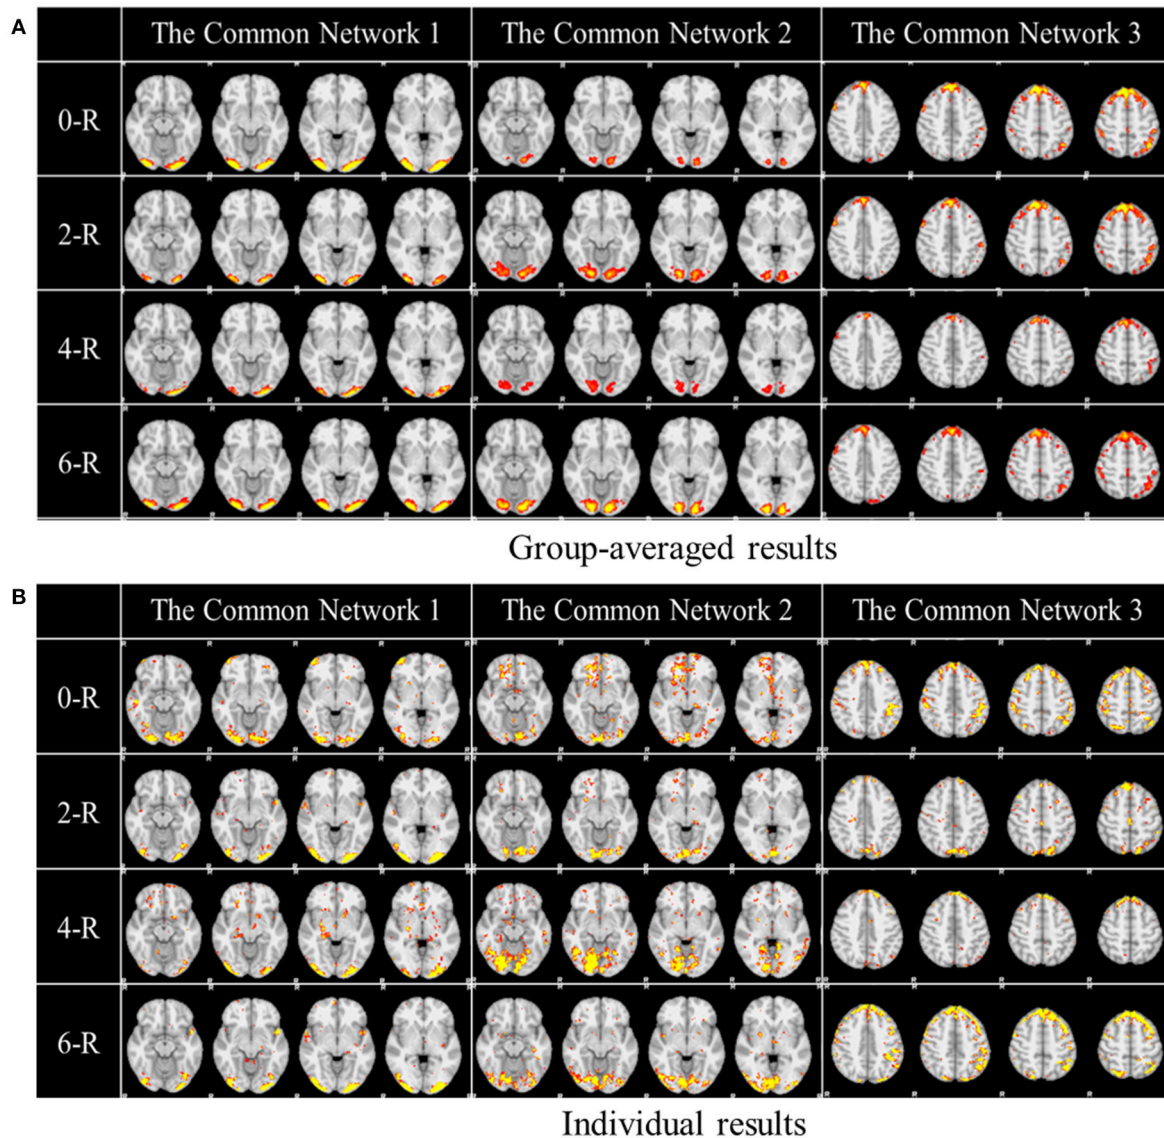 A
The Common Network 1 The Common Network 2 The Common Network 3
0-R
2-R
4-R
6-R
Group-averaged results
B
The Common Network 1 The Common Network 2 The Common Network 3
0-R
2-R
4-R
6-R
Individual results